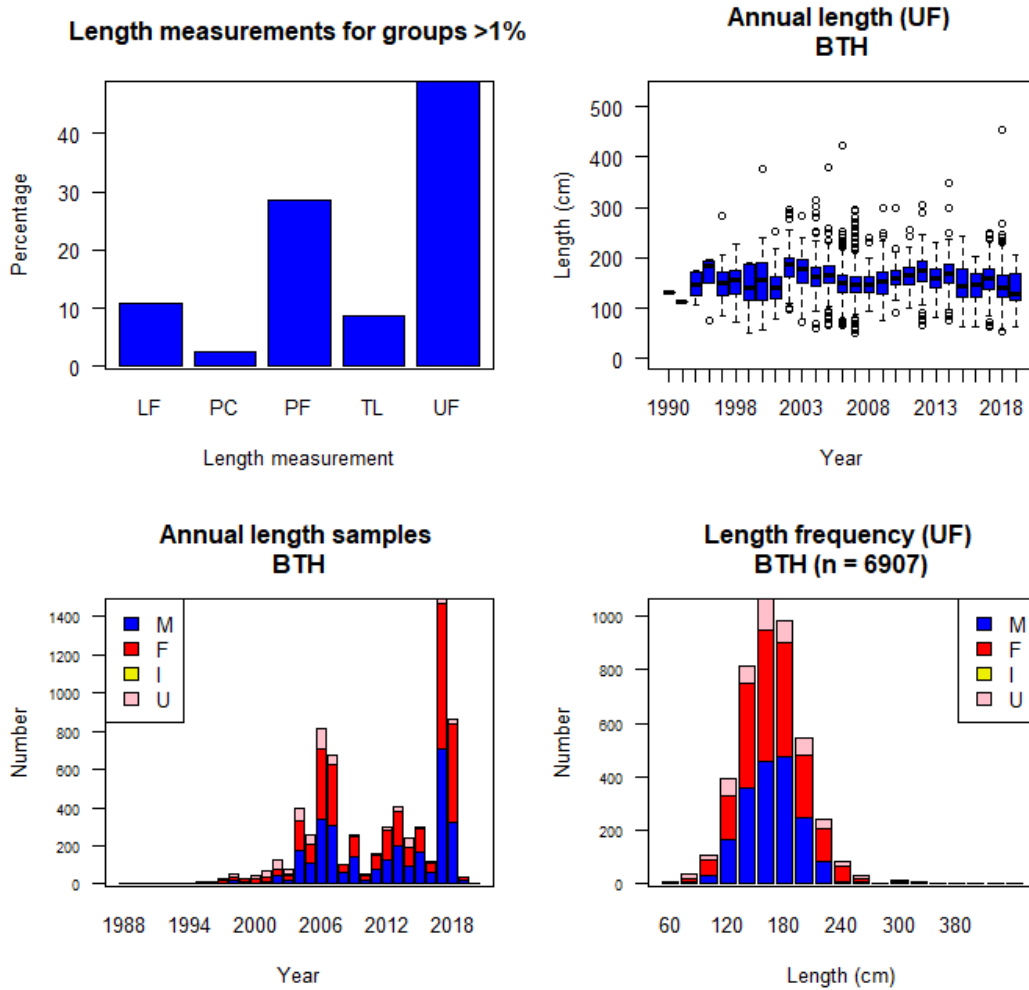 Length measurements for groups >1%
Percentage
40
30
20
10
0
LF PC PF TL UF
Length measurement
Annual length (UF)
BTH
Length (cm)
500
400
300
200
100
0
1990 1998 2003 2008 2013 2018
Year
Annual length samples
BTH
Number
1400
1200
1000
800
600
400
200
0
M
F
I
U
1988 1994 2000 2006 2012 2018
Year
Length frequency (UF)
BTH (n = 6907)
Number
1000
800
600
400
200
0
M
F
I
U
60 120 180 240 300 380
Length (cm)